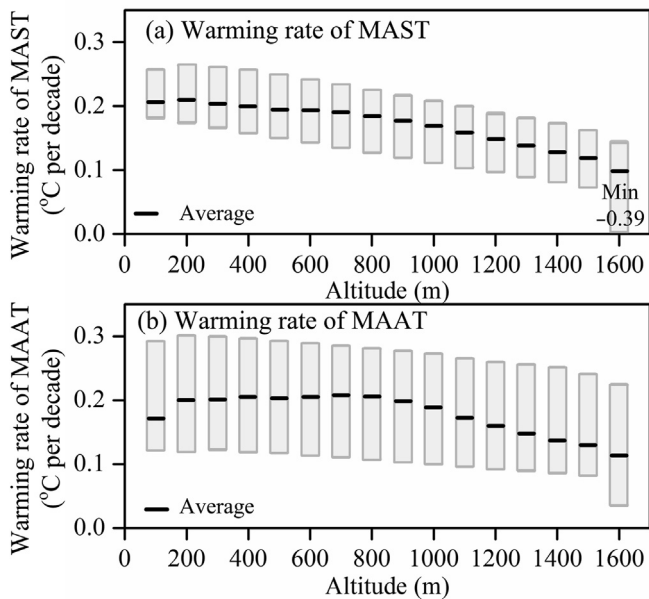 (a) Warming rate of MAST
Warming rate of MAST
(°C per decade)
0.3
0.2
0.1
0.0
Min
−0.39
Average
0 200 400 600 800 1000 1200 1400 1600
Altitude (m)
(b) Warming rate of MAAT
Warming rate of MAAT
(°C per decade)
0.3
0.2
0.1
0.0
Average
0 200 400 600 800 1000 1200 1400 1600
Altitude (m)